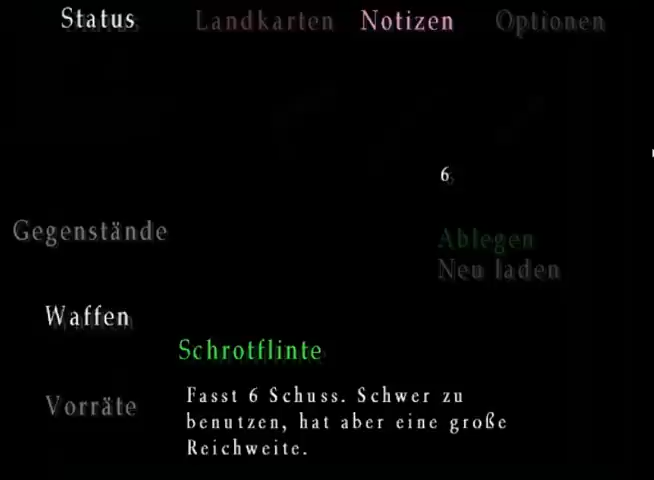 Status Landkarten Notizen Optionen
6
Gegenstände
Ablegen
Neu laden
Waffen
Schrotflinte
Vorräte
Fasst 6 Schuss. Schwer zu
benutzen, hat aber eine große
Reichweite.